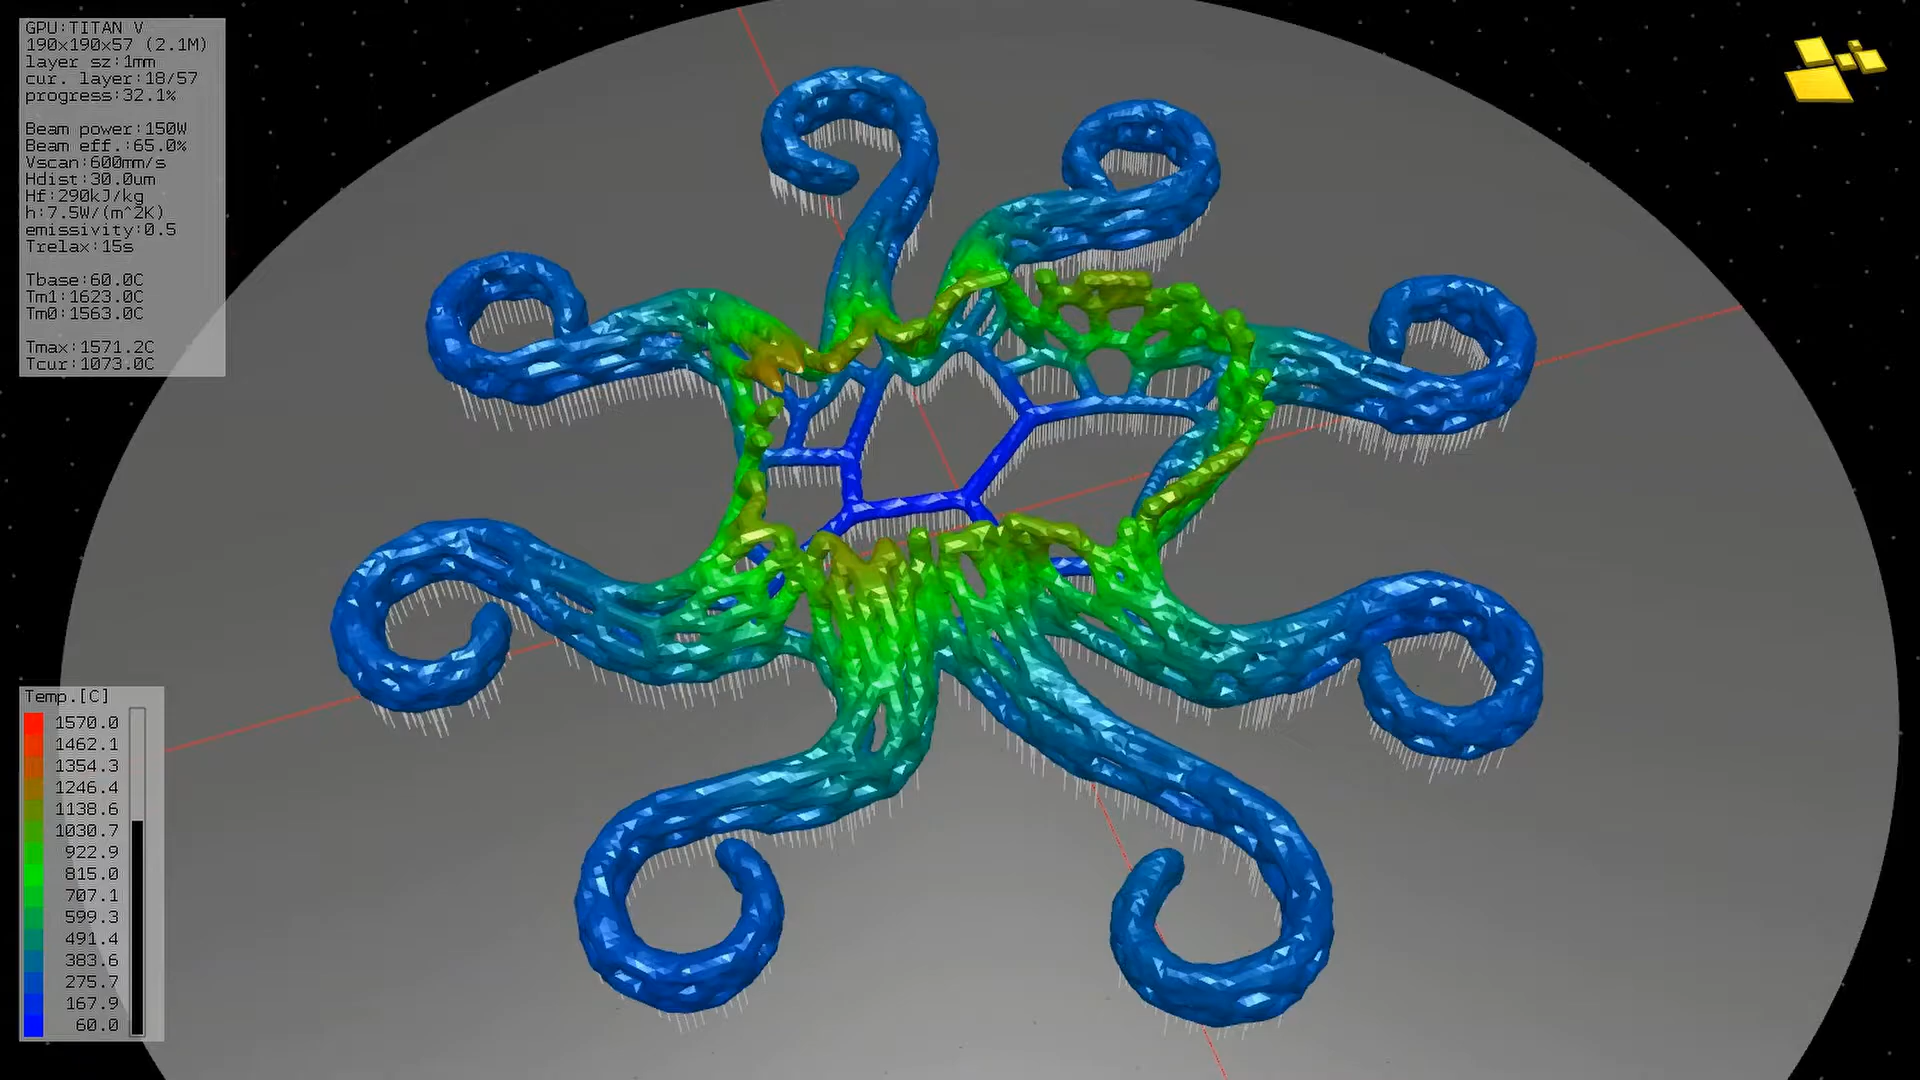 GPU:TITAN V
190x190x57 (2.1M)
layer sz:1mm
cur. layer:18/57
progress:32.1%
Beam power:150W
Beam eff.:65.0%
Vscan:600mm/s
Hdist:30.0um
Hf:290kJ/kg
h:7.5W/(m^2K)
emissivity:0.5
Trelax:15s
Tbase:60.0C
Tm1:1623.0C
Tm0:1563.0C
Tmax:1571.2C
Tcur:1073.0C
Temp.[C]
1570.0
1462.1
1354.3
1246.4
1138.6
1030.7
922.9
815.0
707.1
599.3
491.4
383.6
275.7
167.9
60.0